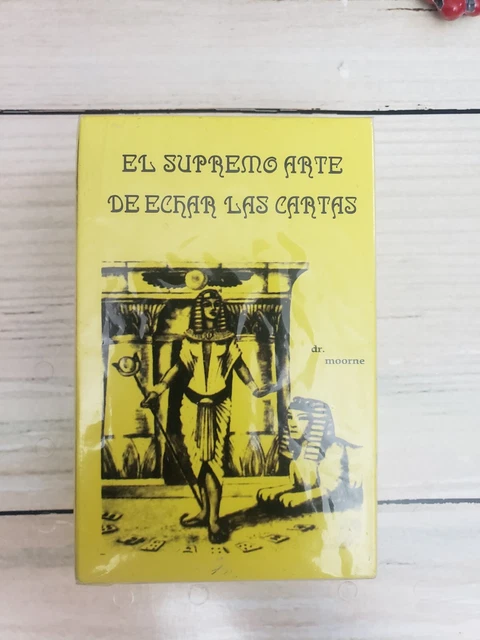 EL SUPREMO ARTE
DE ECHAR LAS CARTAS
dr.
moorne